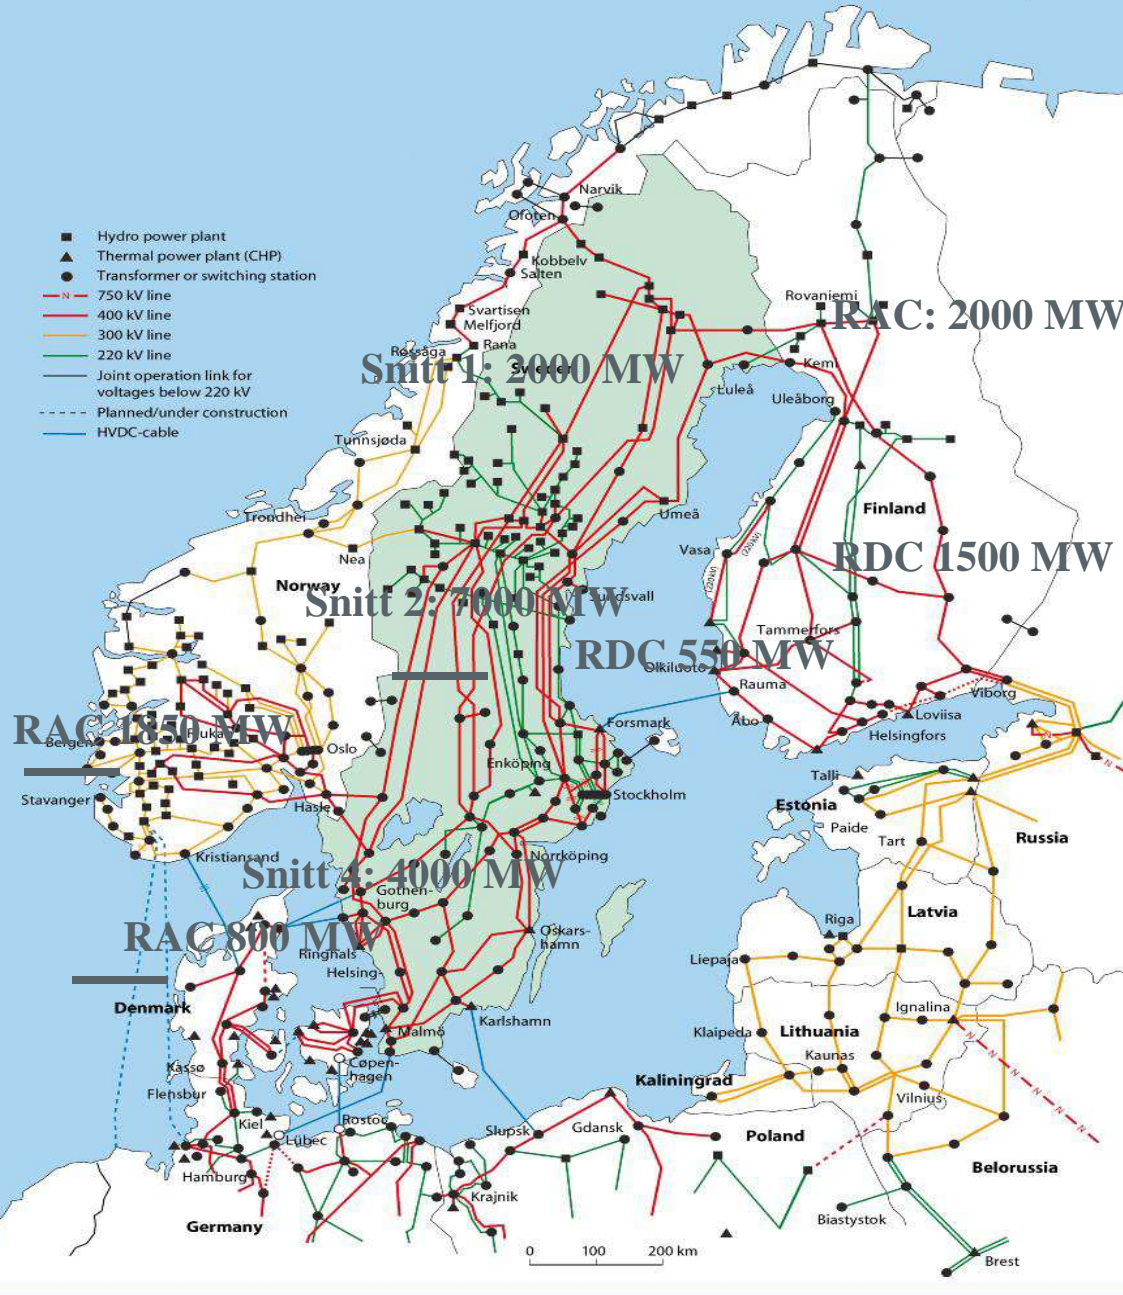 Narvik
Ofoten
Hydro power plant
Thermal power plant (CHP)
Transformer or switching station
750 kV line
400 kV line
300 kV line
220 kV line
Joint operation link for
voltages below 220 kV
Planned/under construction
HVDC-cable
N
Kobbelv
Salten
Svartisen
Melfjord
Rana
Røssåga
Rovaniemi
RAC: 2000 MW
Snitt 1: 2000 MW
Kemi
Luleå
Uleåborg
Tunnsjøda
Finland
Umeå
Trondhei
Nea
Vasa
(220kV)
(220kV)
RDC 1500 MW
Norway
Snitt 2: 7000 MW
Sundsvall
Tammerfors
RDC 550 MW
Olkiluoto
Rauma
Viborg
Åbo
Loviisa
Helsingfors
RAC 1850 MW
Bergen
Oslo
Forsmark
Enköping
Stavanger
Hasle
Stockholm
Talli
Estonia
Paide
Tart
Russia
N
N
Kristiansand
Norrköping
Snitt 4: 4000 MW
Gothen-
burg
Latvia
Riga
RAC 800 MW
Ringhals
Helsing-
Oskars-
hamn
Liepaja
Denmark
Karlshamn
Malmö
Ignalina
Klaipeda
Lithuania
Kaunas
N
N
N
N
N
Kassø
Cøpen-
hagen
Flensbur
Kaliningrad
Vilnius
Kiel
Rostoc
Lübec
Slupsk
Gdansk
Poland
Hamburg
Krajnik
Belorussia
Germany
Biastystok
0 100 200 km
Brest